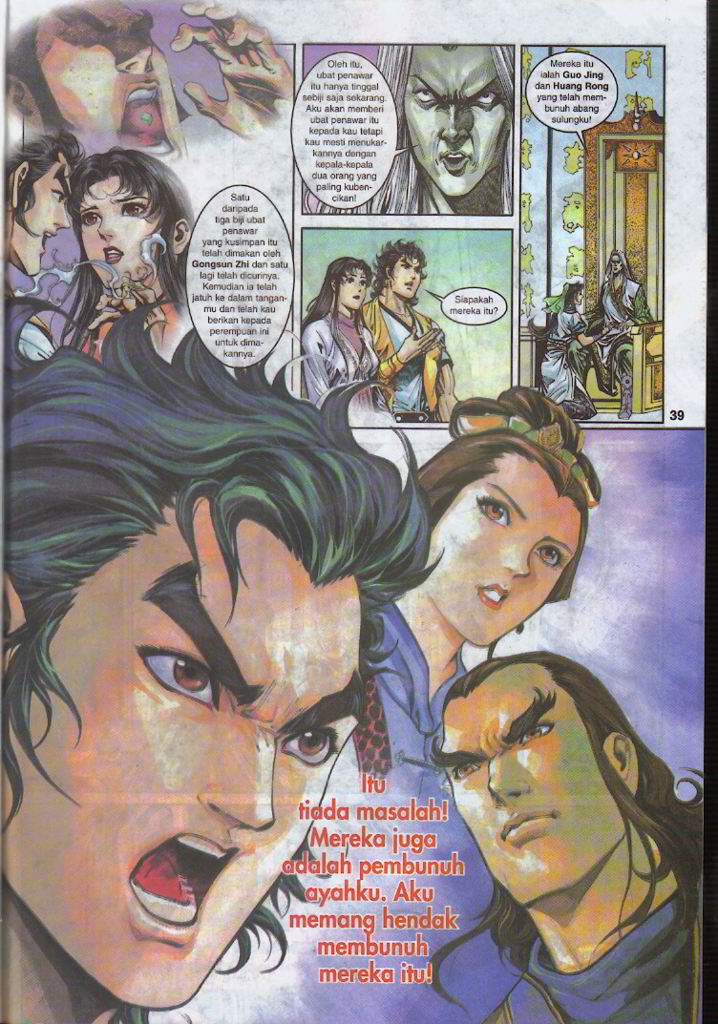 Satu
daripada
tiga biji ubat
penawar
yang kusimpan itu
telah dimakan oleh
Gongsun Zhi dan satu
lagi telah dicurinya.
Kemudian ia telah
jatuh ke dalam tangan-
mu dan telah kau
berikan kepada
perempuan ini
untuk dima-
kannya.
Oleh itu,
ubat penawar
itu hanya tinggal
sebiji saja sekarang.
Aku akan memberi
ubat penawar itu
kepada kau tetapi
kau mesti menukar-
kannya dengan
kepala-kepala
dua orang yang
paling kuben-
cikan!
Siapakah
mereka itu?
Mereka itu
ialah Guo Jing
dan Huang Rong
yang telah mem-
bunuh abang
sulungku!
39
Itu
tiada masalah!
Mereka juga
adalah pembunuh
ayahku. Aku
memang hendak
membunuh
mereka itu!